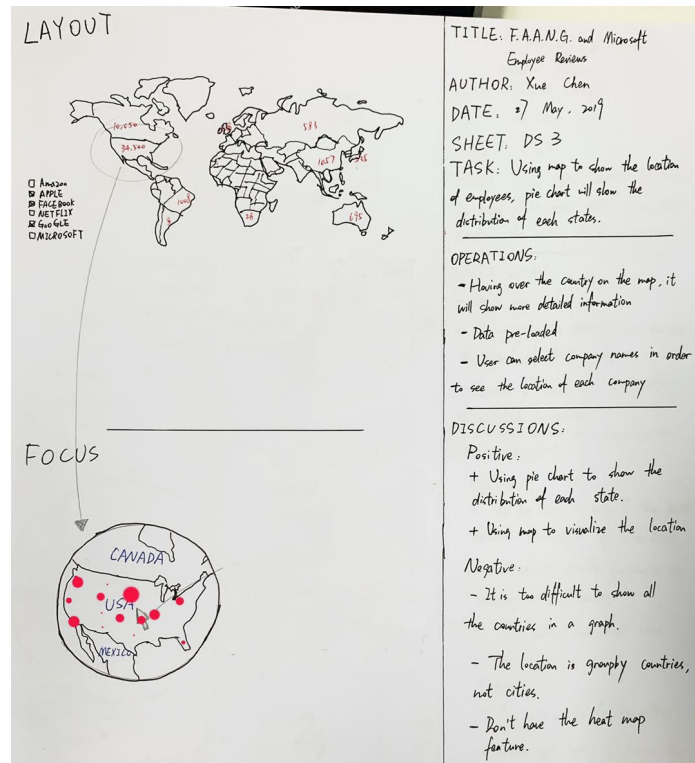 LAYOUT
10,050
34,500
583
1057
695
28
☐ Amazon
☒ APPLE
☒ FACEBOOK
☐ NETFLIX
☒ GOOGLE
☐ MICROSOFT
FOCUS
CANADA
USA
MEXICO
TITLE: F.A.A.N.G. and Microsoft
Employee Reviews
AUTHOR: Xue Chen
DATE: 27 May, 2019
SHEET: DS 3
TASK: Using map to show the location
of employees, pie chart will slow the
distribution of each states.
OPERATIONS:
- Having over the country on the map, it
will show more detailed information
- Data pre-loaded
- User can select company names in order
to see the location of each company
DISCUSSIONS:
Positive:
+ Using pie chart to show the
distribution of each state.
+ Using map to visualize the location
Negative:
- It is too difficult to show all
the countries in a graph.
- The location is groupby countries,
not cities.
- Don't have the heat map
feature.